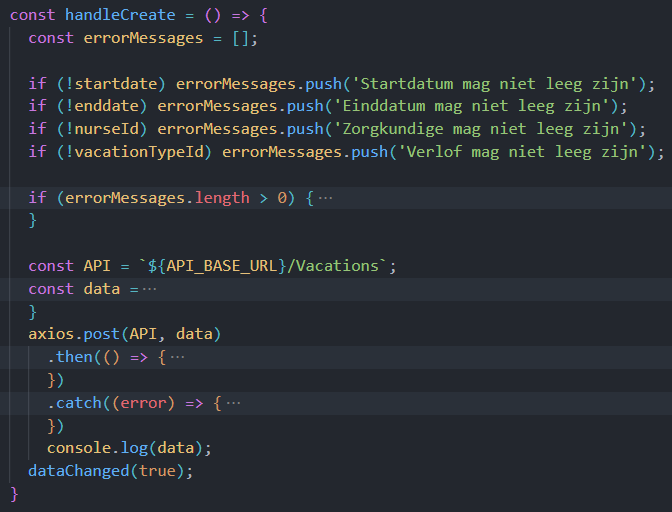 const handleCreate = () => {
const errorMessages = [];
if (!startdate) errorMessages.push('Startdatum mag niet leeg zijn');
if (!enddate) errorMessages.push('Einddatum mag niet leeg zijn');
if (!nurseId) errorMessages.push('Zorgkundige mag niet leeg zijn');
if (!vacationTypeId) errorMessages.push('Verlof mag niet leeg zijn');
if (errorMessages.length > 0) {···
}
const API = `${API_BASE_URL}/Vacations`;
const data =···
}
axios.post(API, data)
.then(() => {···
})
.catch((error) => {···
})
console.log(data);
dataChanged(true);
}